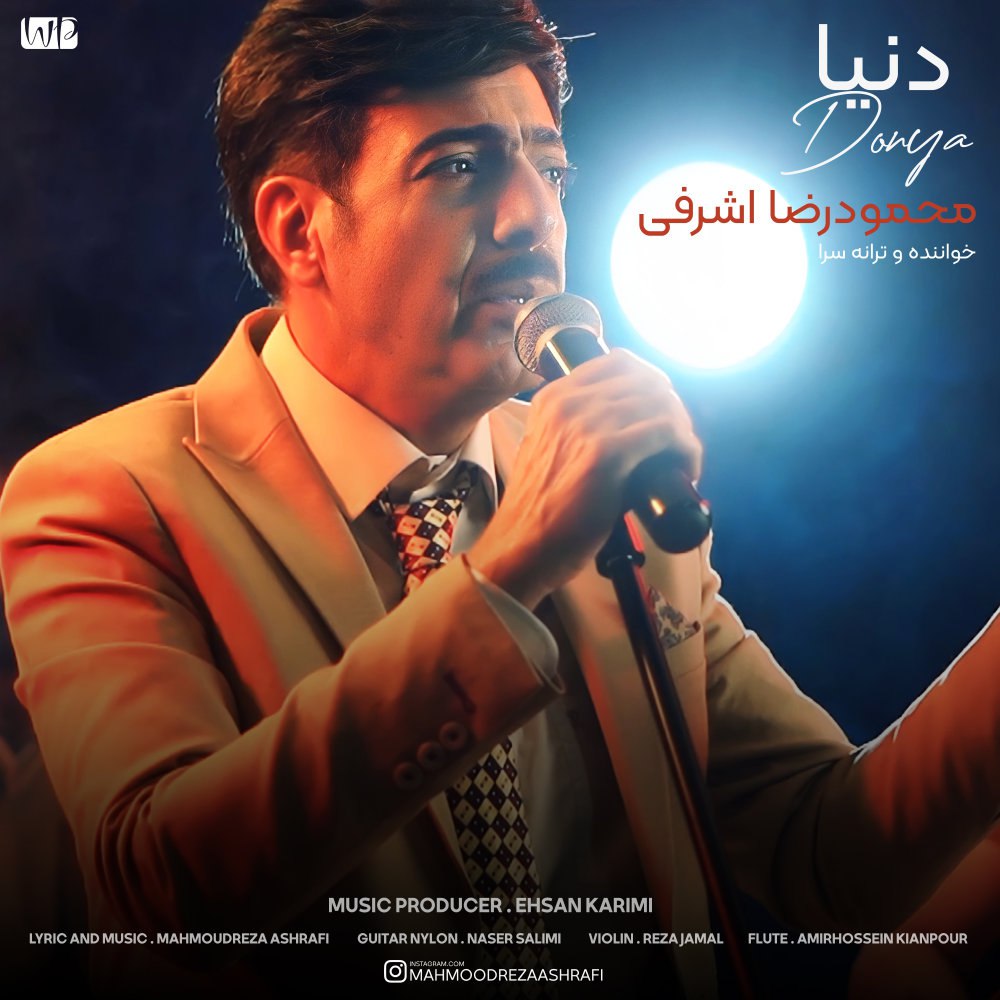 دنیا
Donya
محمودرضا اشرفی
خواننده و ترانه سرا
MUSIC PRODUCER . EHSAN KARIMI
LYRIC AND MUSIC . MAHMOUDREZA ASHRAFI GUITAR NYLON . NASER SALIMI VIOLIN . REZA JAMAL FLUTE . AMIRHOSSEIN KIANPOUR
INSTAGRAM.COM
MAHMOODREZAASHRAFI